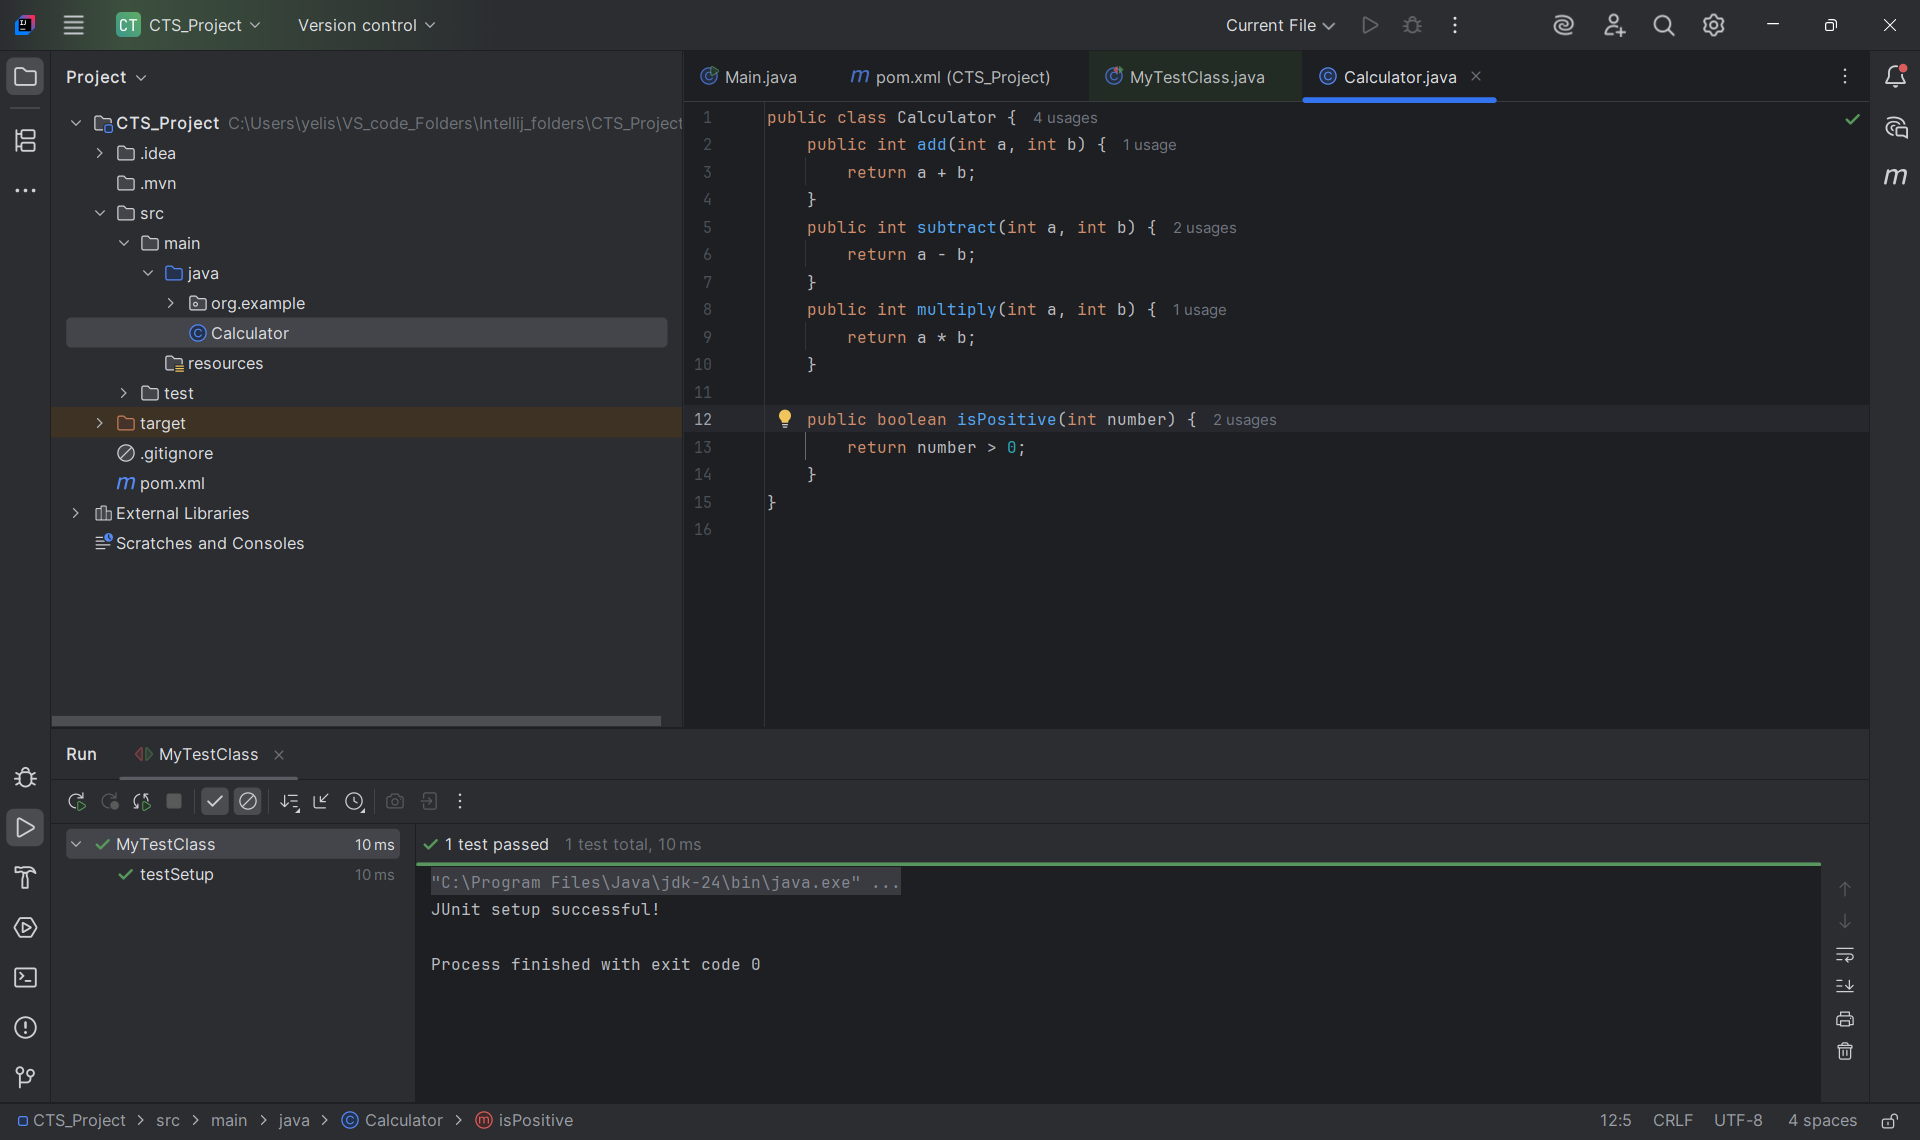 CT CTS_Project Version control Current File
Project
CTS_Project C:\Users\yelis\VS_code_Folders\Intellij_folders\CTS_Project
.idea
.mvn
src
main
java
org.example
Calculator
resources
test
target
.gitignore
pom.xml
External Libraries
Scratches and Consoles
Main.java pom.xml (CTS_Project) MyTestClass.java Calculator.java
1 public class Calculator { 4 usages
2 public int add(int a, int b) { 1 usage
3 return a + b;
4 }
5 public int subtract(int a, int b) { 2 usages
6 return a - b;
7 }
8 public int multiply(int a, int b) { 1 usage
9 return a * b;
10 }
11
12 public boolean isPositive(int number) { 2 usages
13 return number > 0;
14 }
15 }
16
Run MyTestClass
MyTestClass 10 ms
testSetup 10 ms
1 test passed 1 test total, 10 ms
"C:\Program Files\Java\jdk-24\bin\java.exe" ...
JUnit setup successful!
Process finished with exit code 0
CTS_Project > src > main > java > Calculator > isPositive
12:5 CRLF UTF-8 4 spaces